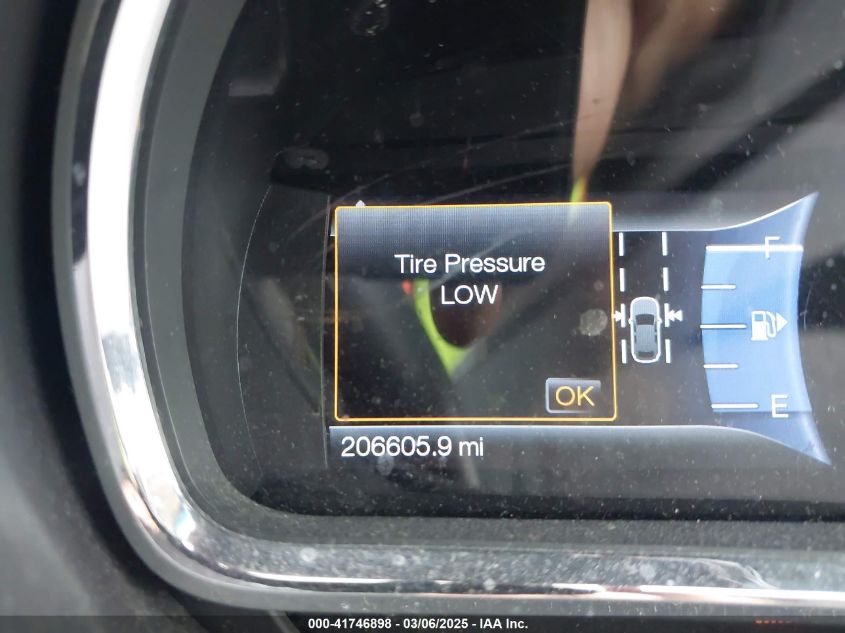 Tire Pressure
LOW
F
OK
E
206605.9 mi
000-41746898 - 03/06/2025 - IAA Inc.